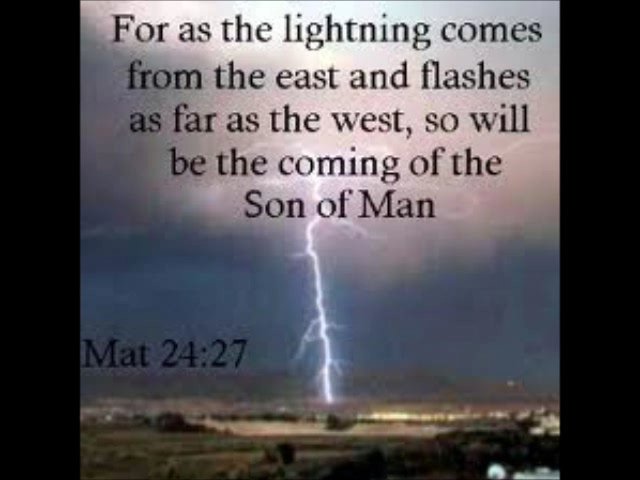 For as the lightning comes
from the east and flashes
as far as the west, so will
be the coming of the
Son of Man
Mat 24:27